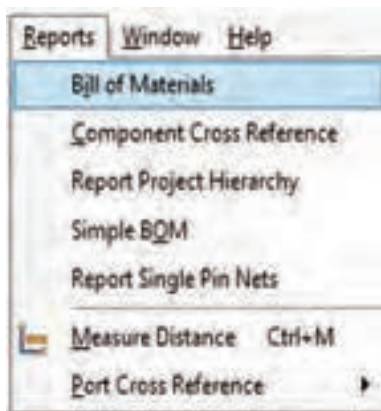 Reports Window Help
Bill of Materials
Component Cross Reference
Report Project Hierarchy
Simple BOM
Report Single Pin Nets
Measure Distance Ctrl+M
Port Cross Reference